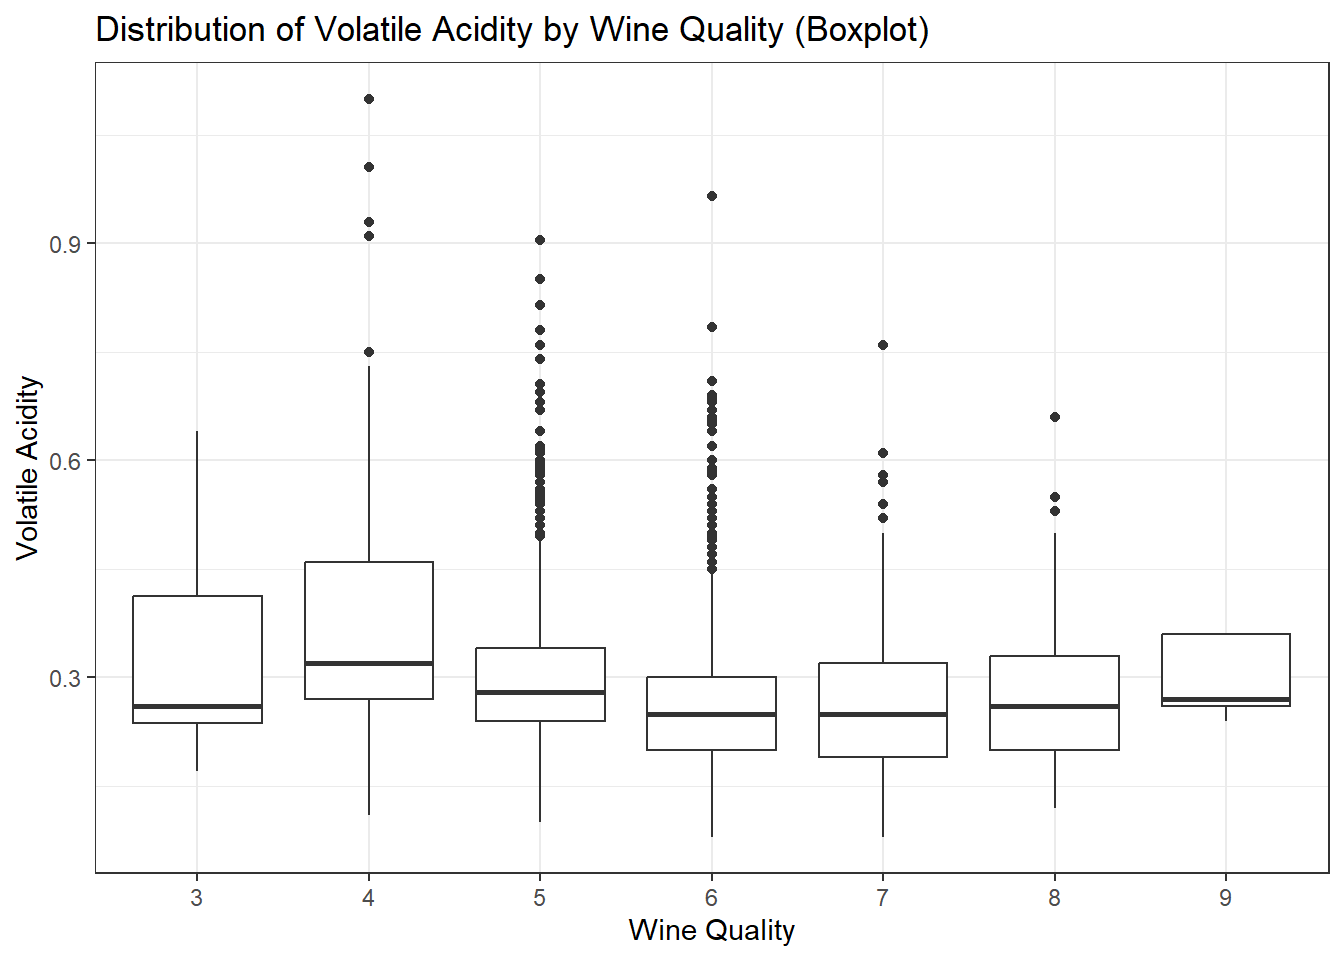 Distribution of Volatile Acidity by Wine Quality (Boxplot)
Volatile Acidity
0.9
0.6
0.3
3 4 5 6 7 8 9
Wine Quality